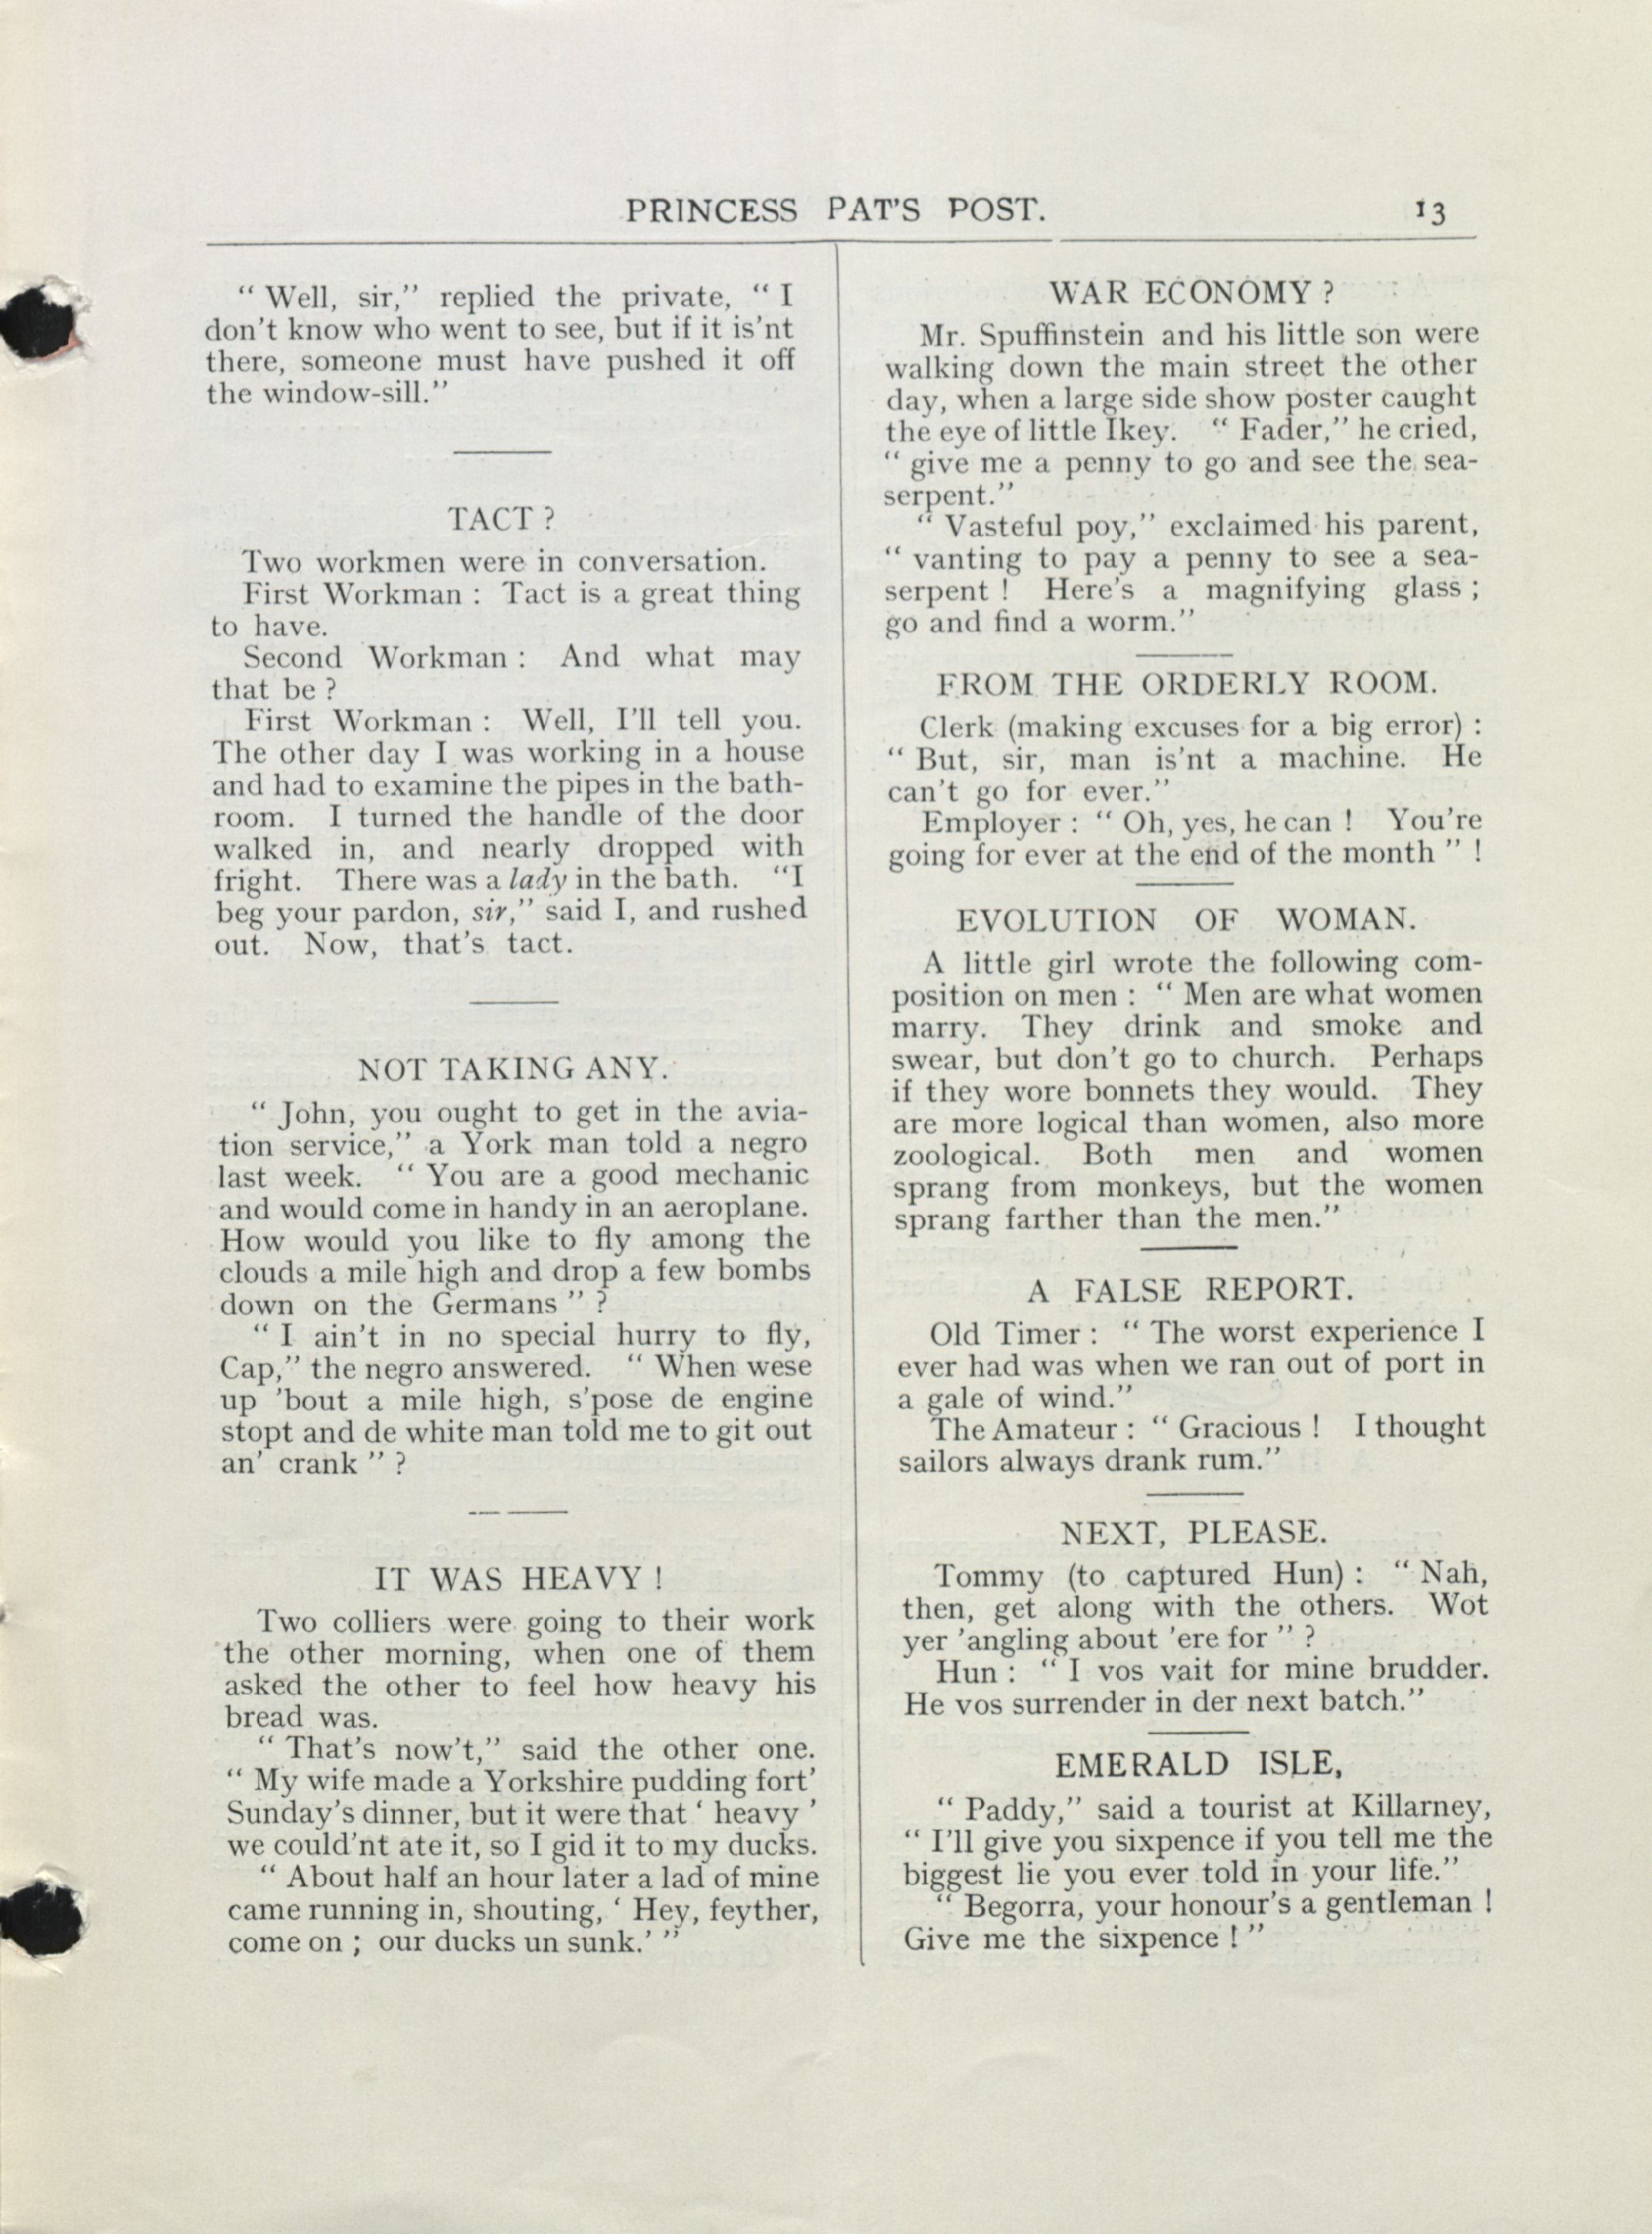 PRINCESS PAT'S POST.
13
" Well, sir," replied the private, " I
don't know who went to see, but if it is'nt
there, someone must have pushed it off
the window-sill."
TACT ?
Two workmen were in conversation.
First Workman : Tact is a great thing
to have.
Second Workman : And what may
that be ?
First Workman : Well, I'll tell you.
The other day I was working in a house
and had to examine the pipes in the bath-
room. I turned the handle of the door
walked in, and nearly dropped with
fright. There was a lady in the bath. "I
beg your pardon, sir," said I, and rushed
out. Now, that's tact.
NOT TAKING ANY.
" John, you ought to get in the avia-
tion service," a York man told a negro
last week. " You are a good mechanic
and would come in handy in an aeroplane.
How would you like to fly among the
clouds a mile high and drop a few bombs
down on the Germans " ?
" I ain't in no special hurry to fly,
Cap," the negro answered. " When wese
up 'bout a mile high, s'pose de engine
stopt and de white man told me to git out
an' crank " ?
IT WAS HEAVY !
Two colliers were going to their work
the other morning, when one of them
asked the other to feel how heavy his
bread was.
" That's now't," said the other one.
" My wife made a Yorkshire pudding fort'
Sunday's dinner, but it were that ' heavy '
we could'nt ate it, so I gid it to my ducks.
" About half an hour later a lad of mine
came running in, shouting, ' Hey, feyther,
come on ; our ducks un sunk.' "
WAR ECONOMY ?
Mr. Spuffinstein and his little son were
walking down the main street the other
day, when a large side show poster caught
the eye of little Ikey. " Fader," he cried,
" give me a penny to go and see the sea-
serpent."
" Vasteful poy," exclaimed his parent,
" vanting to pay a penny to see a sea-
serpent ! Here's a magnifying glass ;
go and find a worm."
FROM THE ORDERLY ROOM.
Clerk (making excuses for a big error) :
" But, sir, man is'nt a machine. He
can't go for ever."
Employer : " Oh, yes, he can ! You're
going for ever at the end of the month " !
EVOLUTION OF WOMAN.
A little girl wrote the following com-
position on men : " Men are what women
marry. They drink and smoke and
swear, but don't go to church. Perhaps
if they wore bonnets they would. They
are more logical than women, also more
zoological. Both men and women
sprang from monkeys, but the women
sprang farther than the men."
A FALSE REPORT.
Old Timer : " The worst experience I
ever had was when we ran out of port in
a gale of wind."
The Amateur : " Gracious ! I thought
sailors always drank rum."
NEXT, PLEASE.
Tommy (to captured Hun) : " Nah,
then, get along with the others. Wot
yer 'angling about 'ere for " ?
Hun : " I vos vait for mine brudder.
He vos surrender in der next batch."
EMERALD ISLE,
" Paddy," said a tourist at Killarney,
" I'll give you sixpence if you tell me the
biggest lie you ever told in your life."
" Begorra, your honour's a gentleman !
Give me the sixpence ! "